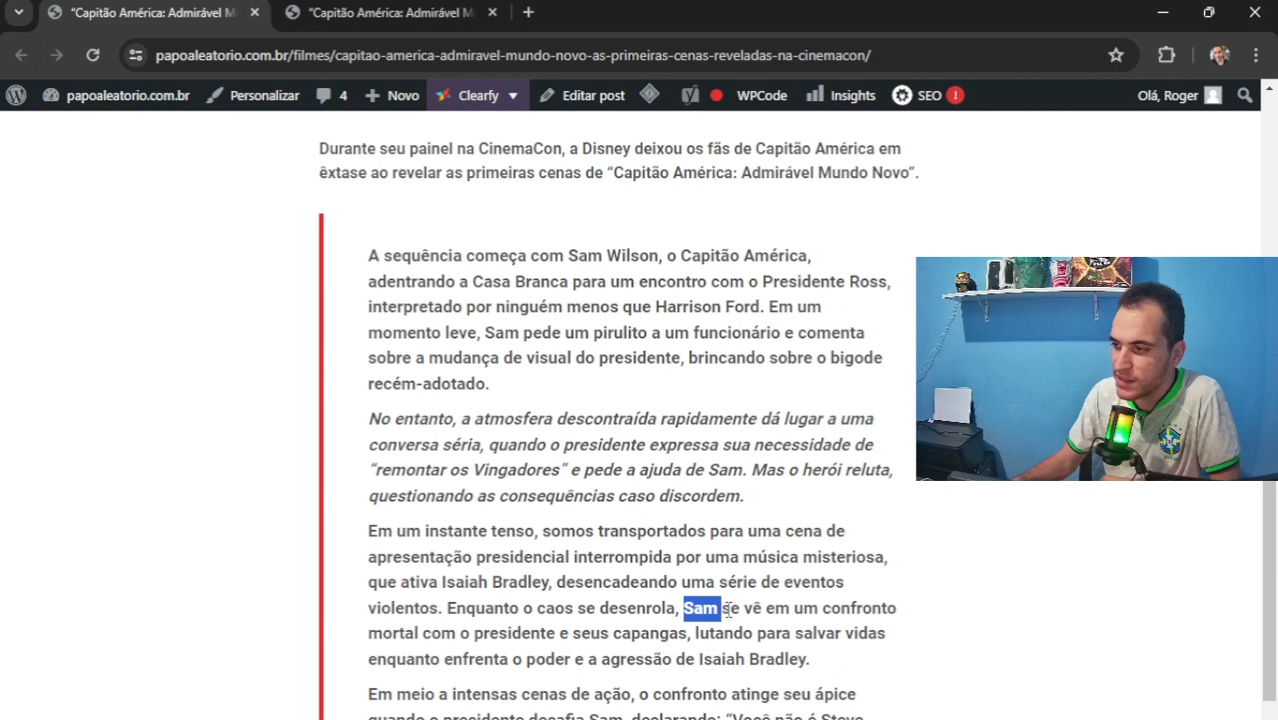 “Capitão América: Admirável M
“Capitão América: Admirável M
papoaleatorio.com.br/filmes/capitao-america-admiravel-mundo-novo-as-primeiras-cenas-reveladas-na-cinemacon/
papoaleatorio.com.br Personalizar 4 Novo Clearfy Editar post WPCode Insights SEO ! Olá, Roger
Durante seu painel na CinemaCon, a Disney deixou os fãs de Capitão América em
êxtase ao revelar as primeiras cenas de “Capitão América: Admirável Mundo Novo”.
A sequência começa com Sam Wilson, o Capitão América,
adentrando a Casa Branca para um encontro com o Presidente Ross,
interpretado por ninguém menos que Harrison Ford. Em um
momento leve, Sam pede um pirulito a um funcionário e comenta
sobre a mudança de visual do presidente, brincando sobre o bigode
recém-adotado.
No entanto, a atmosfera descontraída rapidamente dá lugar a uma
conversa séria, quando o presidente expressa sua necessidade de
“remontar os Vingadores” e pede a ajuda de Sam. Mas o herói reluta,
questionando as consequências caso discordem.
Em um instante tenso, somos transportados para uma cena de
apresentação presidencial interrompida por uma música misteriosa,
que ativa Isaiah Bradley, desencadeando uma série de eventos
violentos. Enquanto o caos se desenrola, Sam se vê em um confronto
mortal com o presidente e seus capangas, lutando para salvar vidas
enquanto enfrenta o poder e a agressão de Isaiah Bradley.
Em meio a intensas cenas de ação, o confronto atinge seu ápice
quando o presidente desafia Sam, declarando: “Você não é Steve